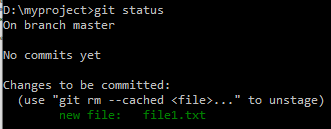 D:\myproject>git status
On branch master
No commits yet
Changes to be committed:
(use "git rm --cached <file>..." to unstage)
new file:   file1.txt